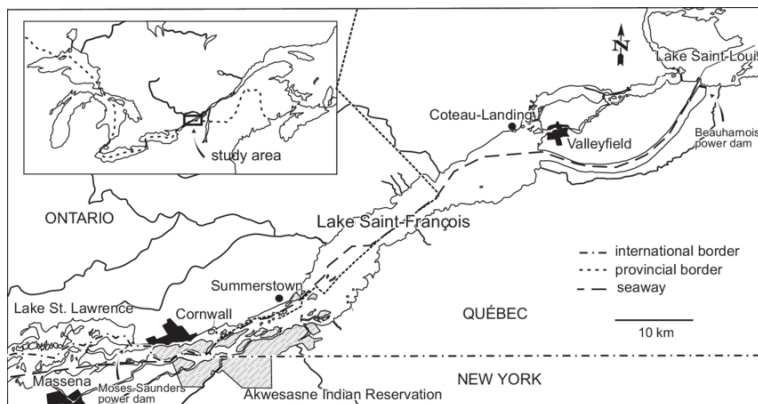 study area
N
Lake Saint-Louis
Coteau-Landing
Valleyfield
Beauharnois
power dam
ONTARIO
Lake Saint-François
international border
provincial border
seaway
10 km
Summerstown
Lake St. Lawrence
Cornwall
QUÉBEC
Massena
Moses-Saunders
power dam
NEW YORK
Akwesasne Indian Reservation